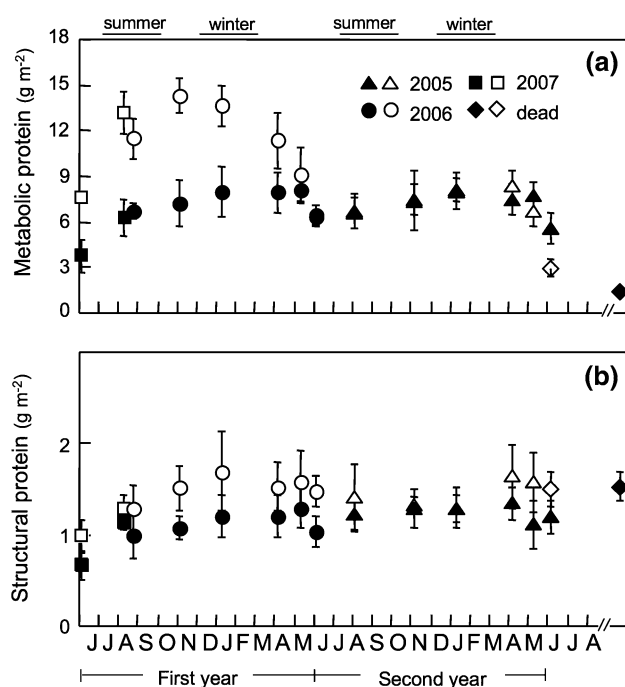 summer winter summer winter
18
(a)
15
2005 2007
2006 dead
12
9
6
3
0
Metabolic protein (g m-2)
(b)
2
1
0
Structural protein (g m-2)
J J A S O N D J F M A M J J A S O N D J F M A M J J A
First year Second year